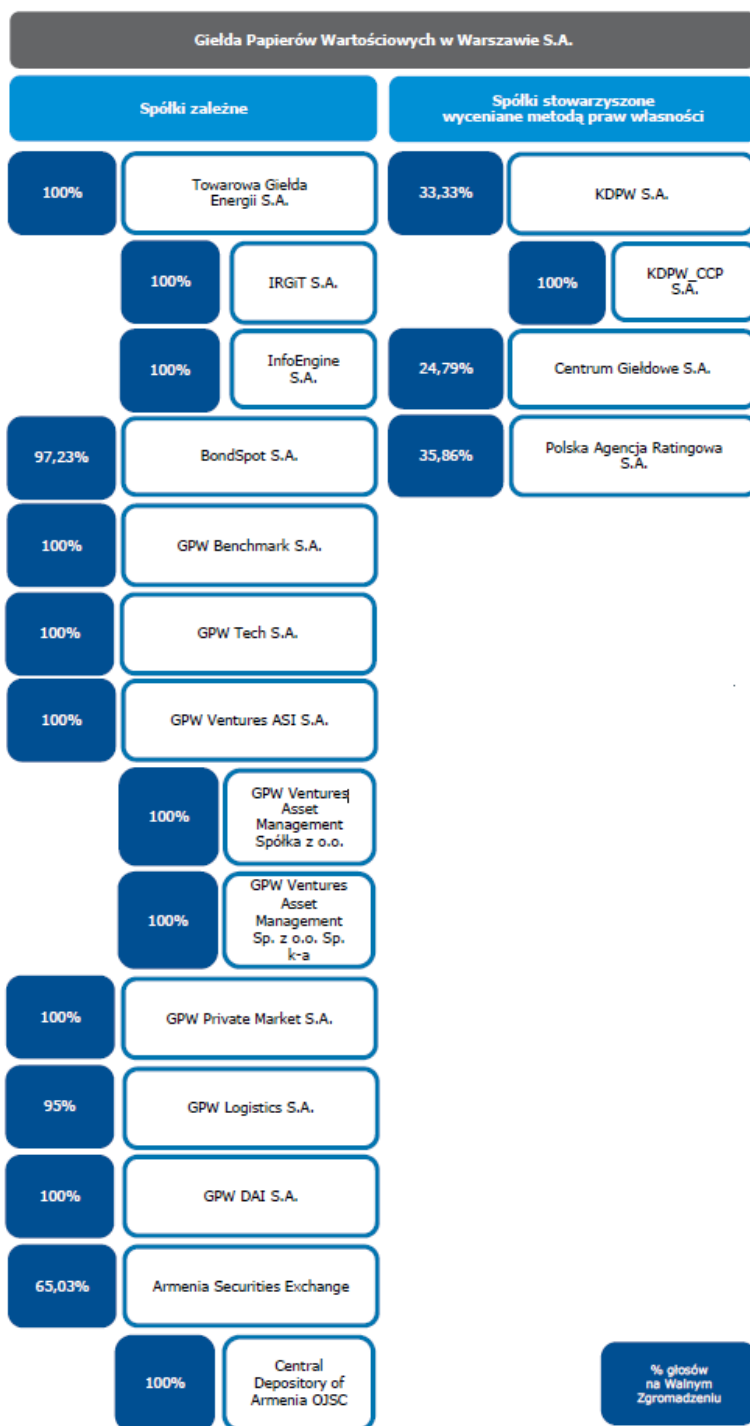 Giełda Papierów Wartościowych w Warszawie S.A.
Spółki zależne
Spółki stowarzyszone
wyceniane metodą praw własności
100%
Towarowa Giełda
Energii S.A.
100%
IRGiT S.A.
100%
InfoEngine
S.A.
97,23%
BondSpot S.A.
100%
GPW Benchmark S.A.
100%
GPW Tech S.A.
100%
GPW Ventures ASI S.A.
100%
GPW Ventures
Asset
Management
Spółka z o.o.
100%
GPW Ventures
Asset
Management
Sp. z o.o. Sp.
k-a
100%
GPW Private Market S.A.
95%
GPW Logistics S.A.
100%
GPW DAI S.A.
65,03%
Armenia Securities Exchange
100%
Central
Depository of
Armenia OJSC
33,33%
KDPW S.A.
100%
KDPW_CCP
S.A.
24,79%
Centrum Giełdowe S.A.
35,86%
Polska Agencja Ratingowa
S.A.
% głosów
na Walnym
Zgromadzeniu